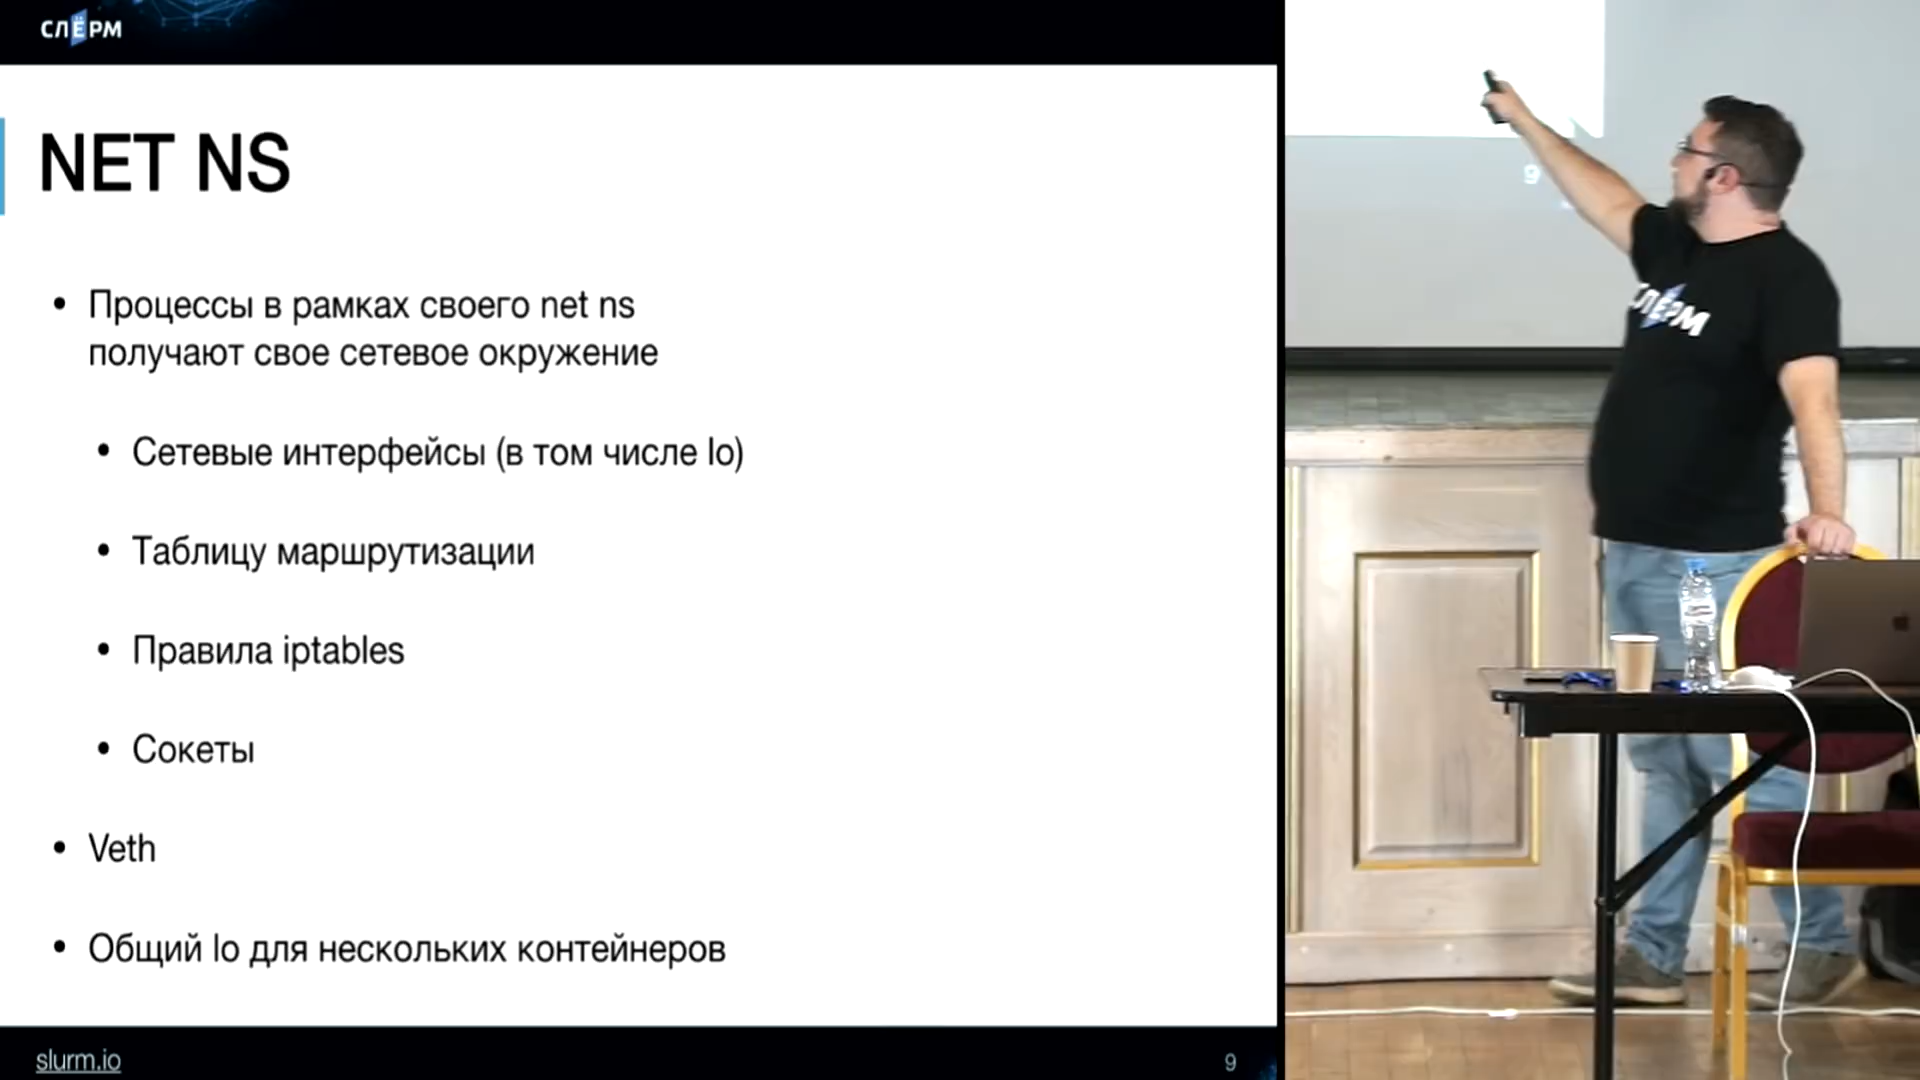 СЛЁРМ
NET NS
• Процессы в рамках своего net ns
получают свое сетевое окружение
• Сетевые интерфейсы (в том числе lo)
• Таблицу маршрутизации
• Правила iptables
• Сокеты
• Veth
• Общий lo для нескольких контейнеров
slurm.io
9
9
СЛЁРМ